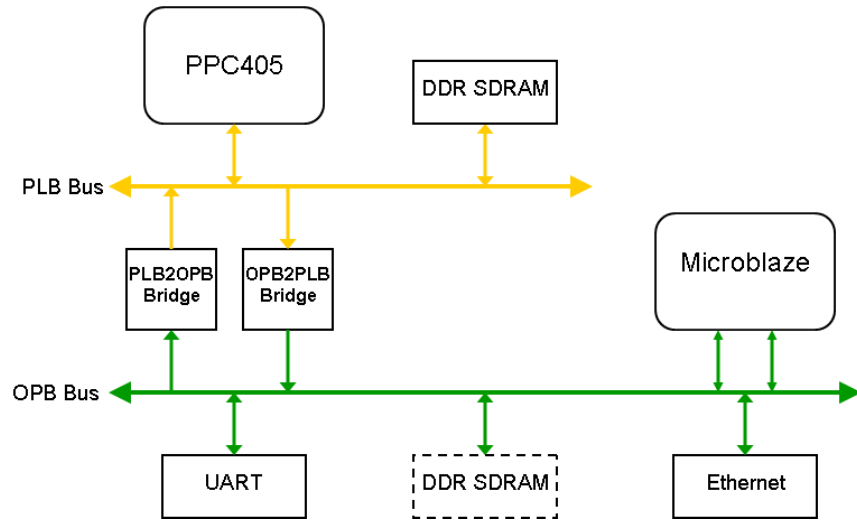 PPC405
DDR SDRAM
PLB Bus
PLB2OPB
Bridge
OPB2PLB
Bridge
Microblaze
OPB Bus
UART
DDR SDRAM
Ethernet